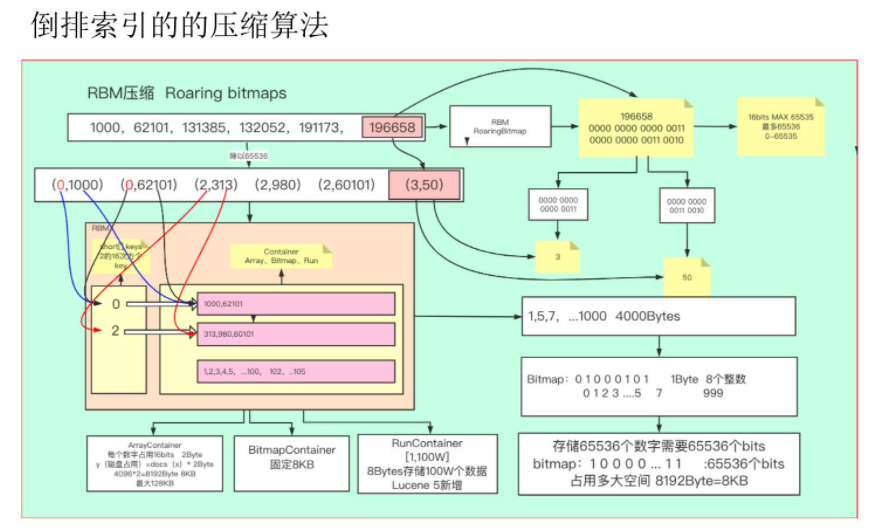 倒排索引的的压缩算法
RBM压缩 Roaring bitmaps
1000, 62101, 131385, 132052, 191173, 196658
RBM
RoaringBitmap
196658
0000 0000 0000 0011
0000 0000 0011 0010
16bits MAX 65535
最多65536
0-65535
除以65536
(0,1000) (0,62101) (2,313) (2,980) (2,60101) (3,50)
0000 0000
0000 0011
0000 0000
0011 0010
3
50
RBM
short[] keys
2的16次方个
key
Container
Array、Bitmap、Run
0
1000,62101
2
313,980,60101
1,2,3,4,5, ...100, 102, ..105
1,5,7, ...1000 4000Bytes
Bitmap: 0 1 0 0 0 1 0 1 1Byte 8个整数
0 1 2 3 ....5 7 999
存储65536个数字需要65536个bits
bitmap: 1 0 0 0 0 ... 1 1 :65536个bits
占用多大空间 8192Byte=8KB
ArrayContainer
每个数字占用16bits 2Byte
y (磁盘占用) =docs (x) * 2Byte
4096*2=8192Byte 8KB
最大128KB
BitmapContainer
固定8KB
RunContainer
[1,100W]
8Bytes存储100W个数据
Lucene 5新增